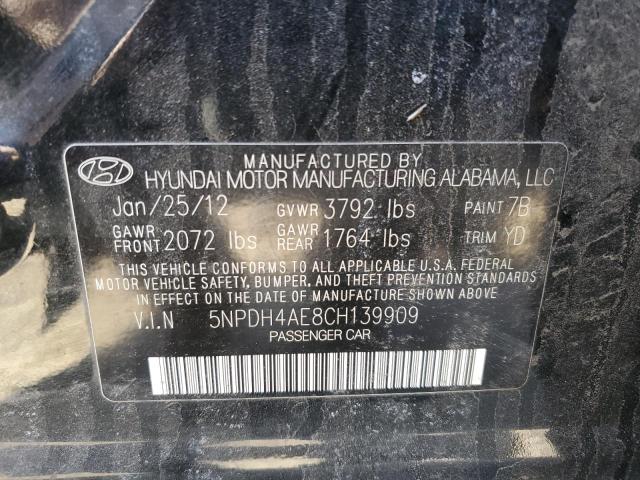 MANUFACTURED BY
HYUNDAI MOTOR MANUFACTURING ALABAMA, LLC
Jan/25/12 GVWR 3792 lbs PAINT 7B
GAWR FRONT 2072 lbs GAWR REAR 1764 lbs TRIM YD
THIS VEHICLE CONFORMS TO ALL APPLICABLE U.S.A. FEDERAL
MOTOR VEHICLE SAFETY, BUMPER, AND THEFT PREVENTION STANDARDS
IN EFFECT ON THE DATE OF MANUFACTURE SHOWN ABOVE
V.I.N 5NPDH4AE8CH139909
PASSENGER CAR